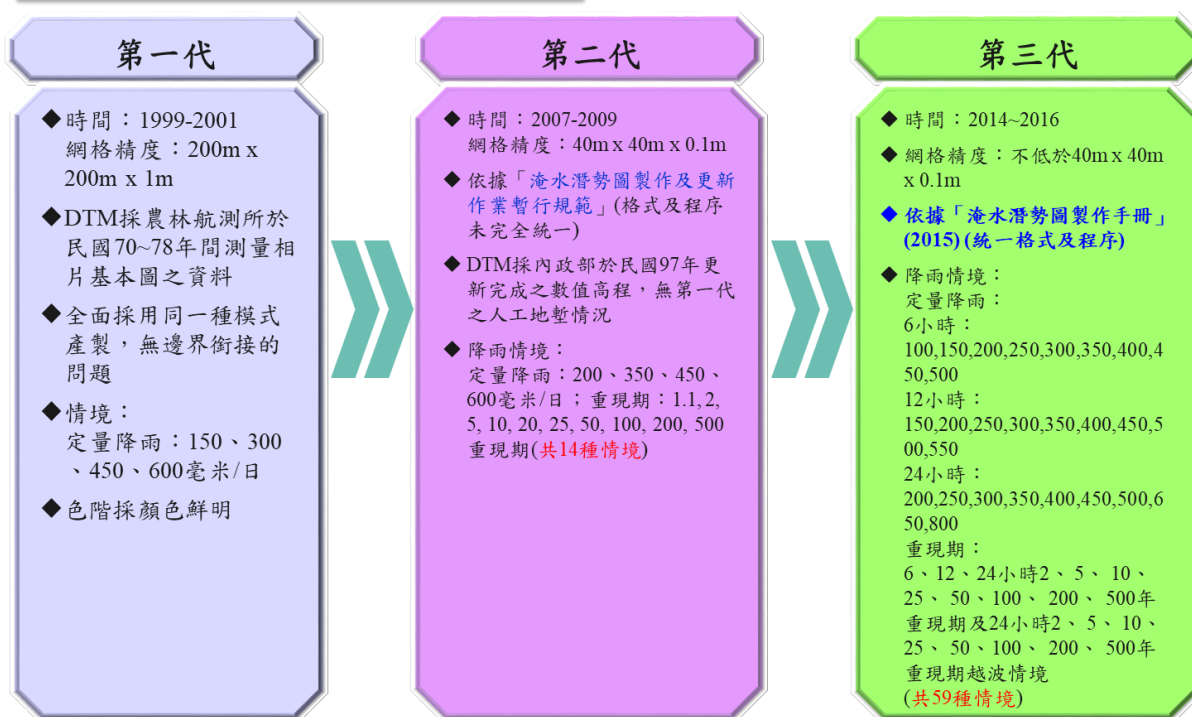 第一代
◆時間：1999-2001
網格精度：200m x
200m x 1m
◆DTM採農林航測所於
民國70~78年間測量相
片基本圖之資料
◆全面採用同一種模式
產製，無邊界銜接的
問題
◆情境：
定量降雨：150、300
、450、600毫米/日
◆色階採顏色鮮明
第二代
◆時間：2007-2009
網格精度：40m x 40m x 0.1m
◆依據「淹水潛勢圖製作及更新
作業暫行規範」(格式及程序
未完全統一)
◆DTM採內政部於民國97年更
新完成之數值高程，無第一代
之人工地塹情況
◆降雨情境：
定量降雨：200、350、450、
600毫米/日；重現期：1.1, 2,
5, 10, 20, 25, 50, 100, 200, 500
重現期(共14種情境)
第三代
◆時間：2014~2016
◆網格精度：不低於40m x 40m
x 0.1m
◆依據「淹水潛勢圖製作手冊」
(2015) (統一格式及程序)
◆降雨情境：
定量降雨：
6小時：
100,150,200,250,300,350,400,4
50,500
12小時：
150,200,250,300,350,400,450,5
00,550
24小時：
200,250,300,350,400,450,500,6
50,800
重現期：
6、12、24小時2、 5、 10、
25、 50、100、 200、 500年
重現期及24小時2、 5、 10、
25、 50、100、 200、 500年
重現期越波情境
(共59種情境)